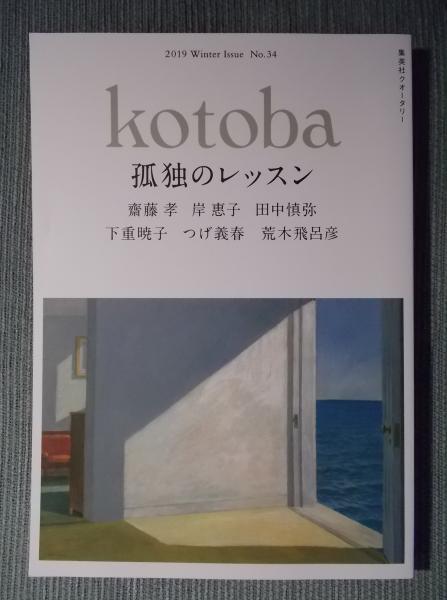 2019 Winter Issue No.34
集英社クオータリー
kotoba
孤独のレッスン
齋藤 孝 岸 惠子 田中慎弥
下重暁子 つげ義春 荒木飛呂彦